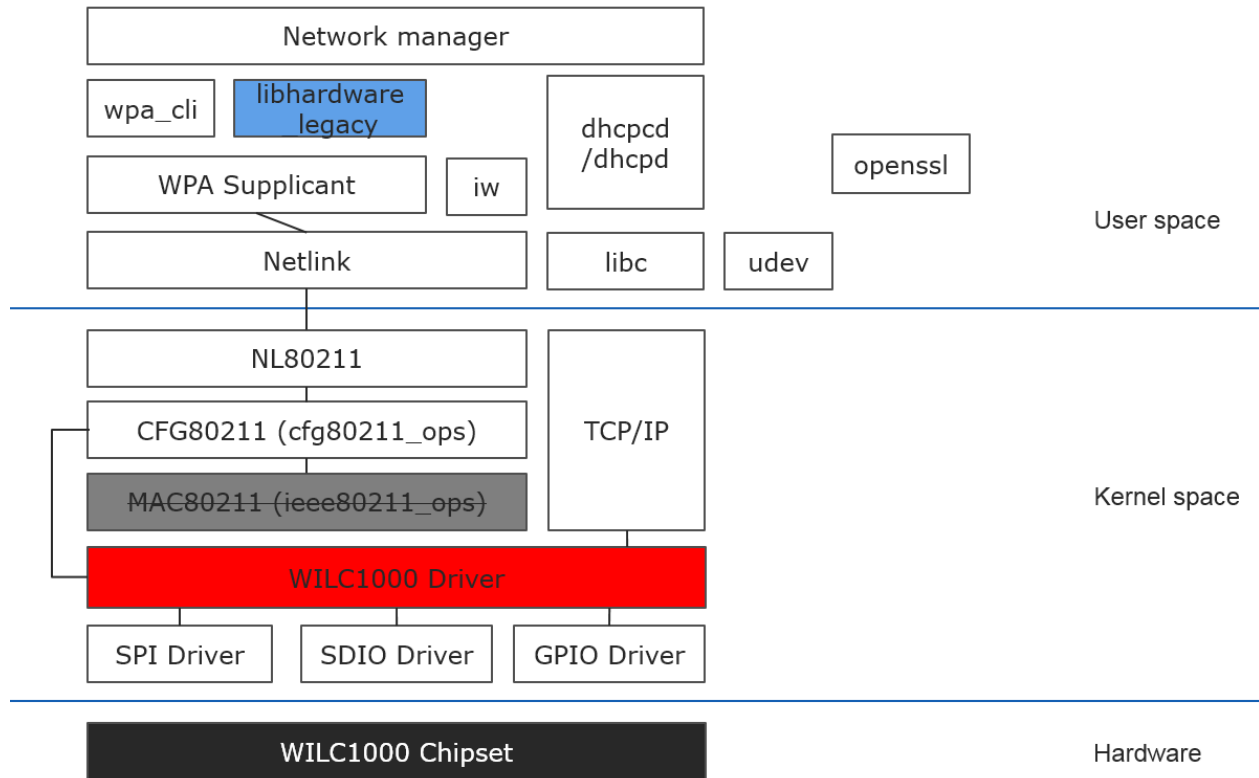 Network manager
wpa_cli
libhardware
_legacy
dhcpcd
/dhcpd
openssl
WPA Supplicant
iw
User space
Netlink
libc
udev
NL80211
CFG80211 (cfg80211_ops)
TCP/IP
MAC80211 (ieee80211_ops)
Kernel space
WILC1000 Driver
SPI Driver
SDIO Driver
GPIO Driver
WILC1000 Chipset
Hardware